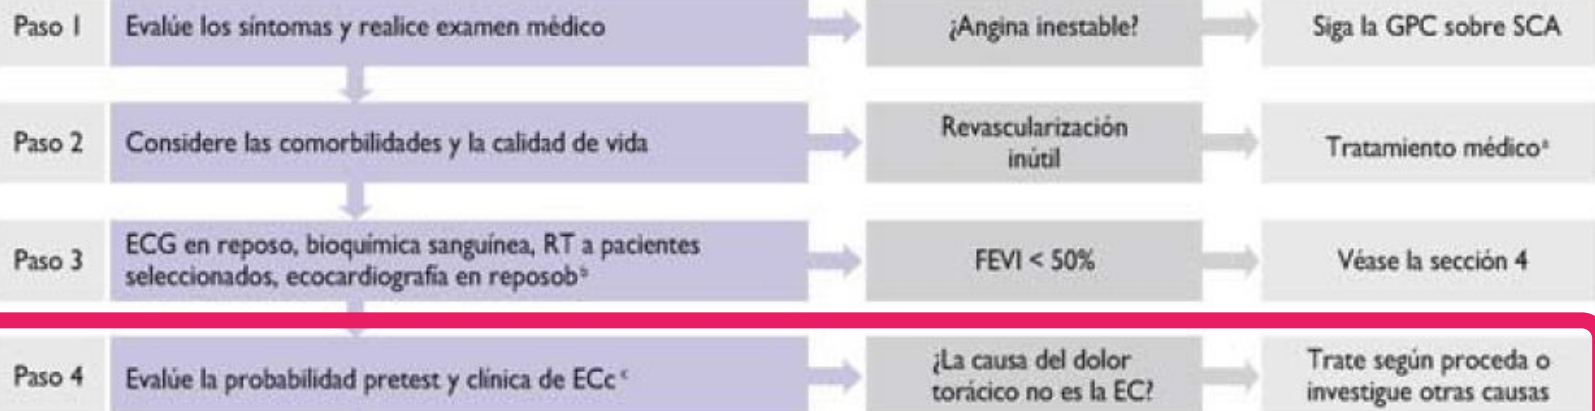 Paso 1 Evalúe los síntomas y realice examen médico ¿Angina inestable? Siga la GPC sobre SCA
Paso 2 Considere las comorbilidades y la calidad de vida Revascularización
inútil Tratamiento médicoᵃ
Paso 3 ECG en reposo, bioquímica sanguínea, RT a pacientes
seleccionados, ecocardiografía en reposobᵇ FEVI < 50% Véase la sección 4
Paso 4 Evalúe la probabilidad pretest y clínica de ECcᶜ ¿La causa del dolor
torácico no es la EC? Trate según proceda o
investigue otras causas